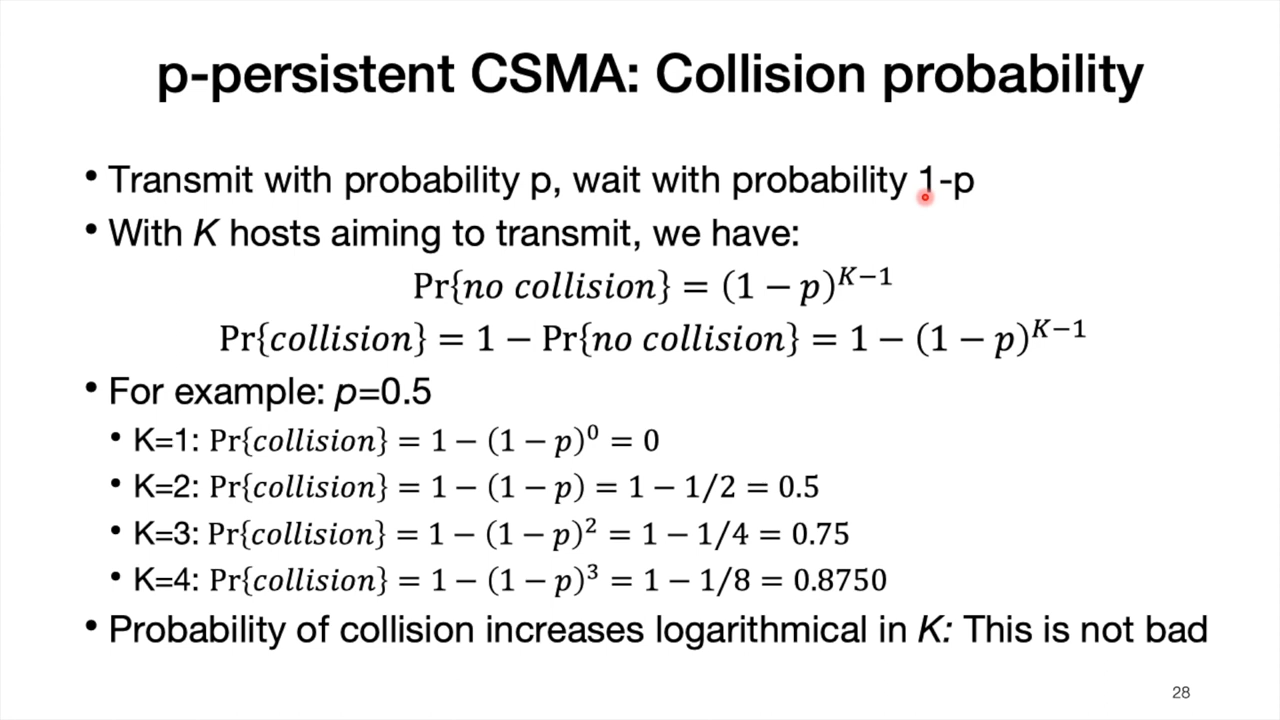 p-persistent CSMA: Collision probability
• Transmit with probability p, wait with probability 1-p
• With K hosts aiming to transmit, we have:
Pr{no collision} = (1 − p)^{K−1}
Pr{collision} = 1 − Pr{no collision} = 1 − (1 − p)^{K−1}
• For example: p=0.5
• K=1: Pr{collision} = 1 − (1 − p)^0 = 0
• K=2: Pr{collision} = 1 − (1 − p) = 1 − 1/2 = 0.5
• K=3: Pr{collision} = 1 − (1 − p)^2 = 1 − 1/4 = 0.75
• K=4: Pr{collision} = 1 − (1 − p)^3 = 1 − 1/8 = 0.8750
• Probability of collision increases logarithmical in K: This is not bad
28